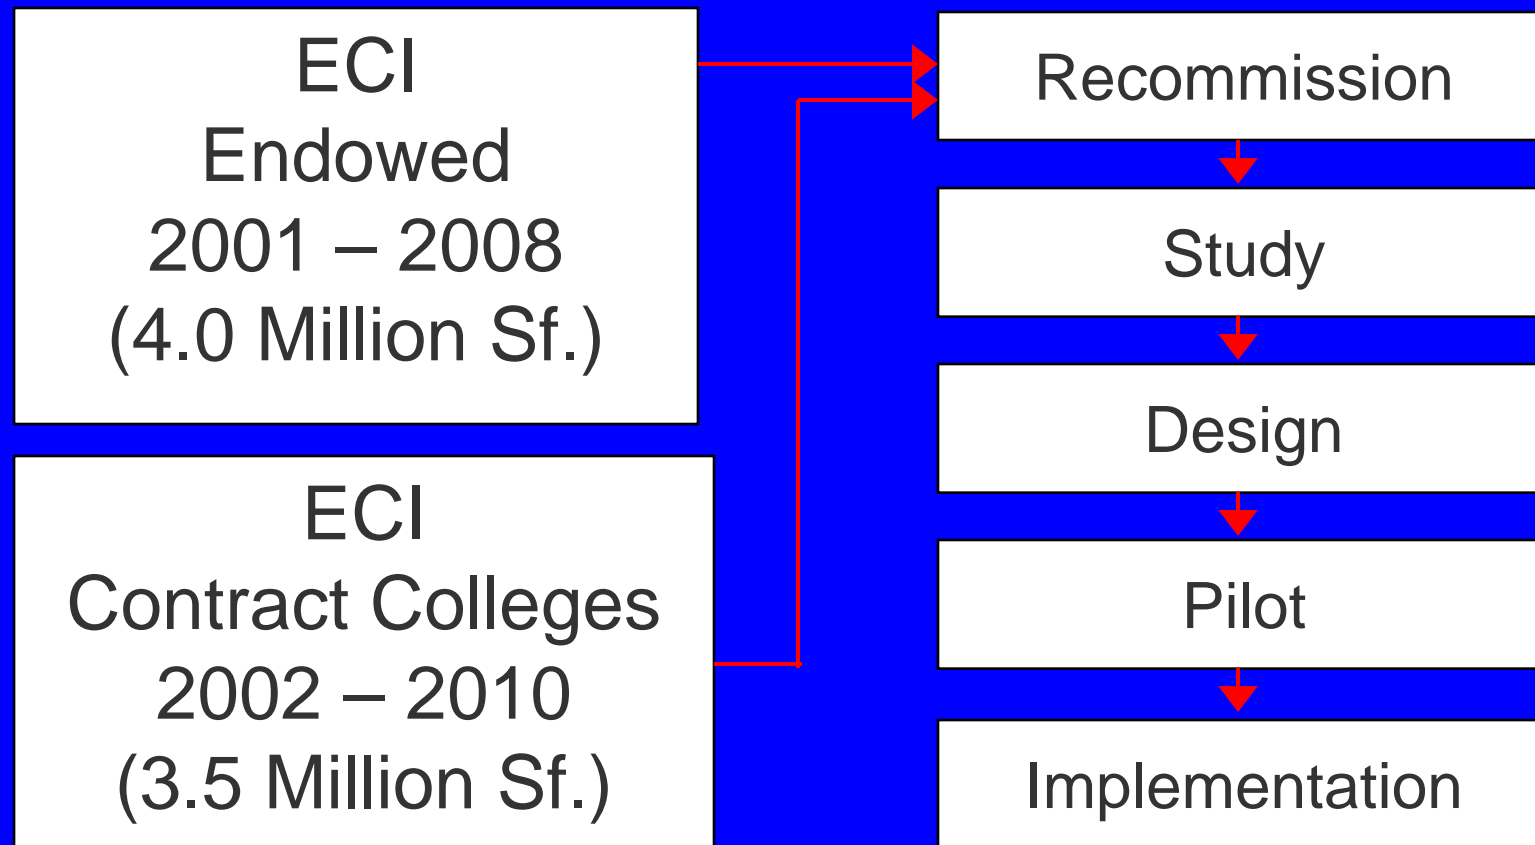 ECI
Endowed
2001 – 2008
(4.0 Million Sf.)
ECI
Contract Colleges
2002 – 2010
(3.5 Million Sf.)
Recommission
Study
Design
Pilot
Implementation